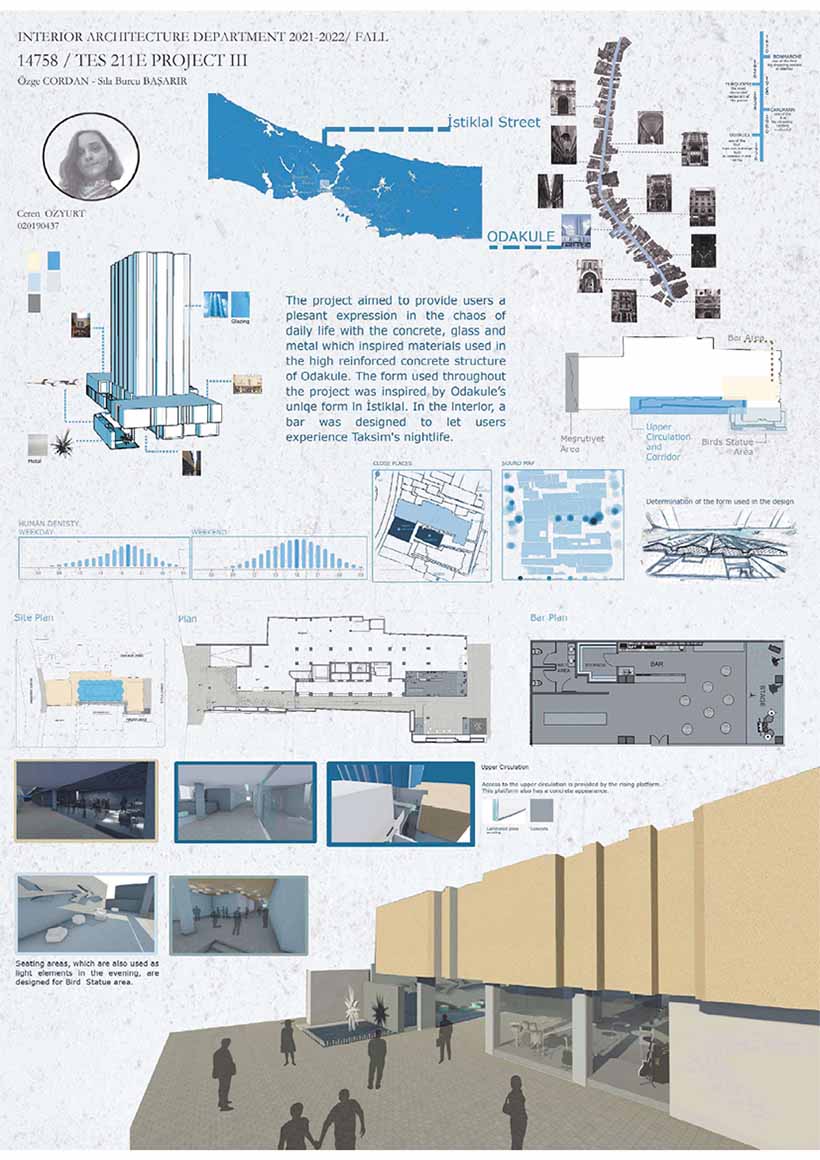 INTERIOR ARCHITECTURE DEPARTMENT 2021-2022/ FALL
14758 / TES 211E PROJECT III
Özge CORDAN - Sıla Burcu BAŞARIR
Ceren ÖZYURT
020190437
İstiklal Street
ODAKULE
BONMARCHE
Glazing
Metal
The project aimed to provide users a
plesant expression in the chaos of
daily life with the concrete, glass and
metal which inspired materials used in
the high reinforced concrete structure
of Odakule. The form used throughout
the project was inspired by Odakule's
uniqe form in İstiklal. In the interior, a
bar was designed to let users
experience Taksim's nightlife.
Bar Area
Meşrutiyet
Area
Upper
Circulation
and
Corridor
Birds Statue
Area
CLOSE PLACES
SOUND MAP
Determination of the form used in the design
HUMAN DENISTY
WEEKDAY
WEEKEND
Site Plan
Plan
Bar Plan
BAR
AREA
STAGE
Upper Circulation
Access to the upper circulation is provided by the rising platform.
This platform also has a concrete appearance.
Laminated glass
Concrete
Seating areas, which are also used as
light elements in the evening, are
designed for Bird Statue area.